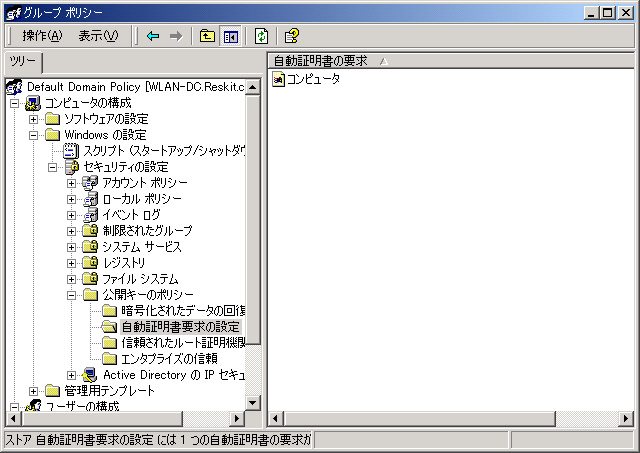 グループ ポリシー
操作(A) 表示(V)
ツリー
Default Domain Policy [WLAN-DC.Reskit.c
コンピュータの構成
ソフトウェアの設定
Windows の設定
スクリプト (スタートアップ/シャットダウ
セキュリティの設定
アカウント ポリシー
ローカル ポリシー
イベント ログ
制限されたグループ
システム サービス
レジストリ
ファイル システム
公開キーのポリシー
暗号化されたデータの回復
自動証明書要求の設定
信頼されたルート証明機関
エンタプライズの信頼
Active Directory の IP セキュ
管理用テンプレート
ユーザーの構成
自動証明書の要求
コンピュータ
ストア 自動証明書要求の設定 には 1 つの自動証明書の要求が